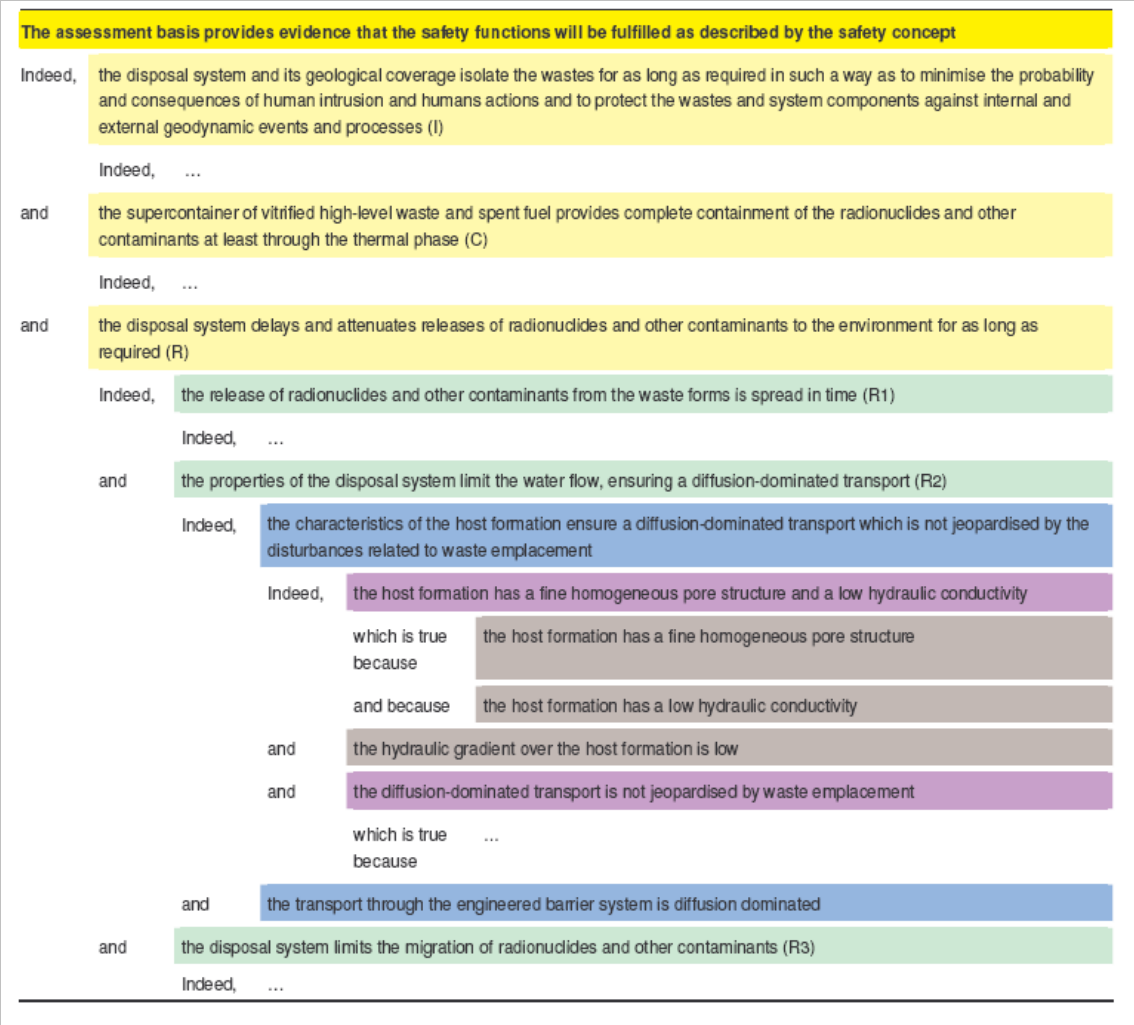 The assessment basis provides evidence that the safety functions will be fulfilled as described by the safety concept
Indeed, the disposal system and its geological coverage isolate the wastes for as long as required in such a way as to minimise the probability
and consequences of human intrusion and humans actions and to protect the wastes and system components against internal and
external geodynamic events and processes (I)
Indeed, ...
and the supercontainer of vitrified high-level waste and spent fuel provides complete containment of the radionuclides and other
contaminants at least through the thermal phase (C)
Indeed, ...
and the disposal system delays and attenuates releases of radionuclides and other contaminants to the environment for as long as
required (R)
Indeed, the release of radionuclides and other contaminants from the waste forms is spread in time (R1)
Indeed, ...
and the properties of the disposal system limit the water flow, ensuring a diffusion-dominated transport (R2)
Indeed, the characteristics of the host formation ensure a diffusion-dominated transport which is not jeopardised by the
disturbances related to waste emplacement
Indeed, the host formation has a fine homogeneous pore structure and a low hydraulic conductivity
which is true the host formation has a fine homogeneous pore structure
because
and because the host formation has a low hydraulic conductivity
and the hydraulic gradient over the host formation is low
and the diffusion-dominated transport is not jeopardised by waste emplacement
which is true ...
because
and the transport through the engineered barrier system is diffusion dominated
and the disposal system limits the migration of radionuclides and other contaminants (R3)
Indeed, ...